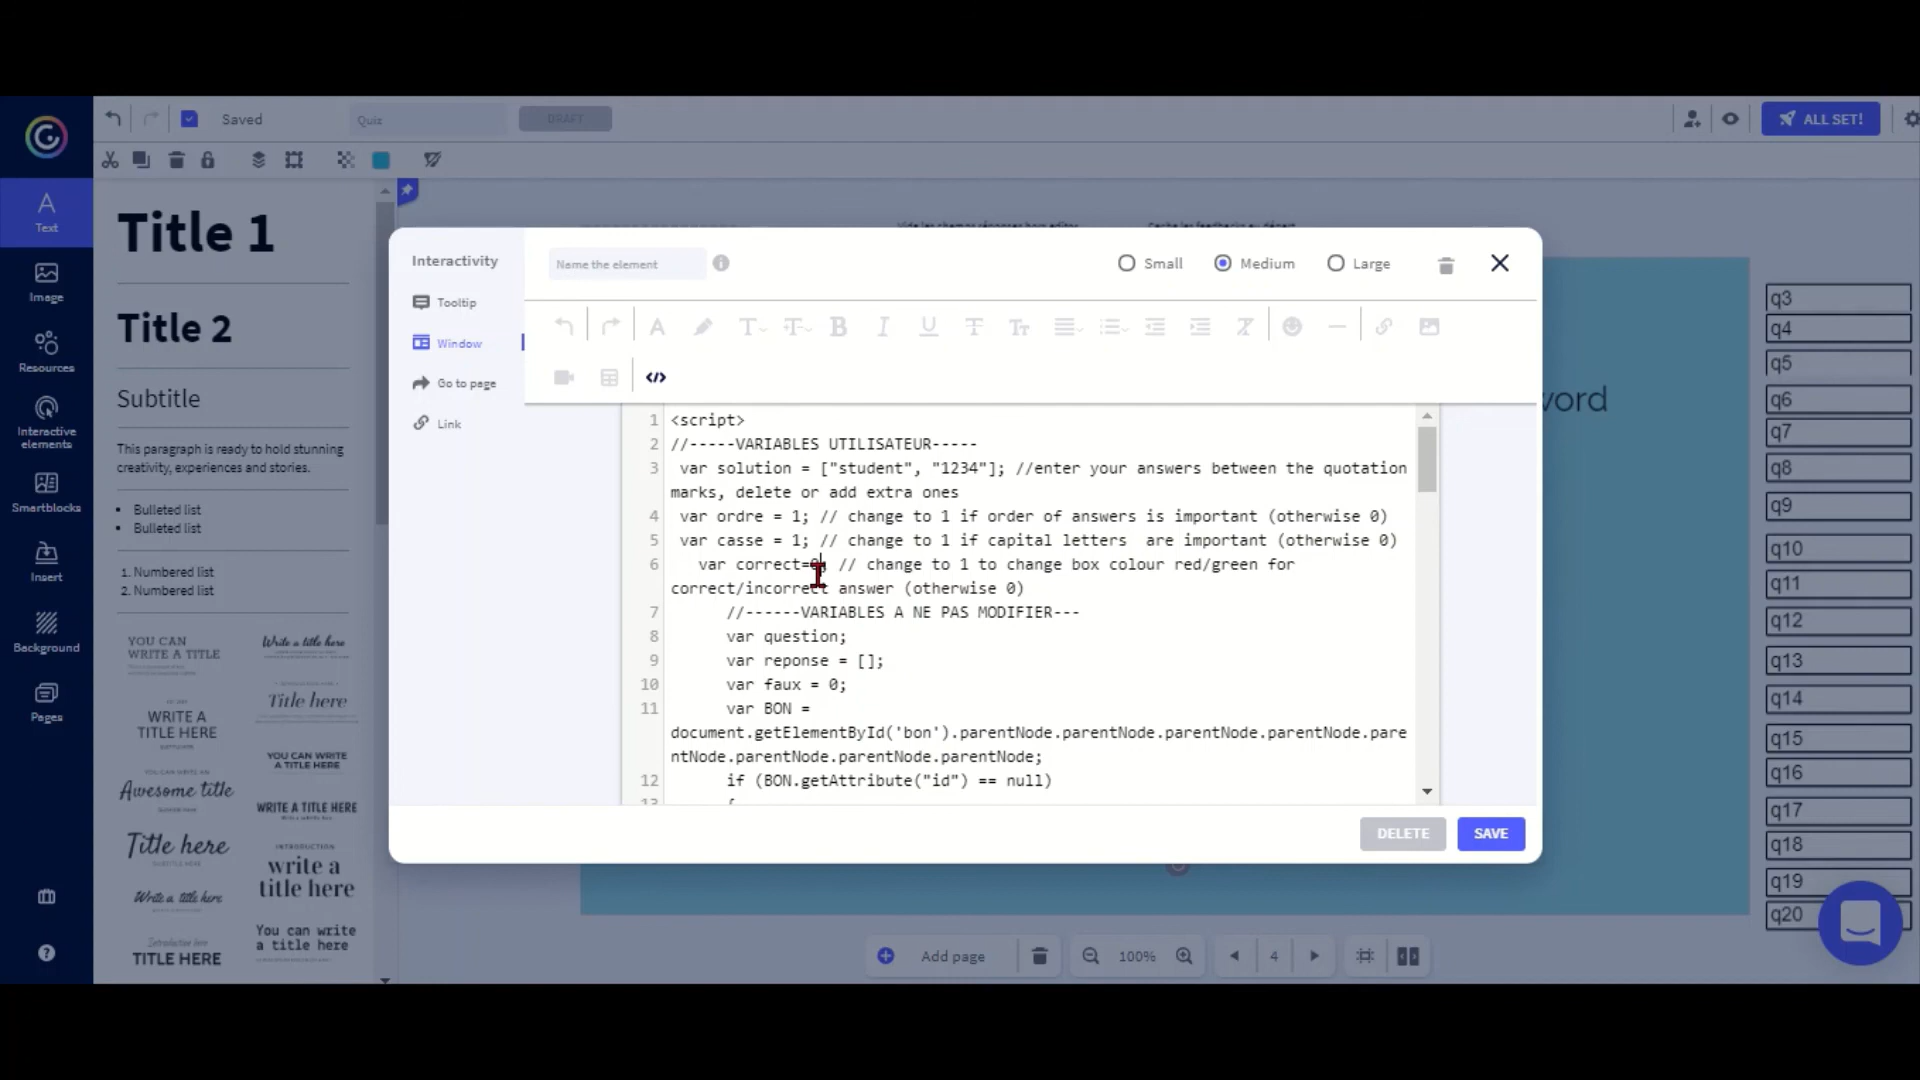 Saved
Quiz
DRAFT
ALL SET!
Text
Image
Resources
Interactive
elements
Smartblocks
Insert
Background
Pages
Title 1
Title 2
Subtitle
This paragraph is ready to hold stunning
creativity, experiences and stories.
• Bulleted list
• Bulleted list
1. Numbered list
2. Numbered list
YOU CAN
WRITE A TITLE
Write a title here
Title here
WRITE A
TITLE HERE
YOU CAN WRITE
A TITLE HERE
Awesome title
WRITE A TITLE HERE
Title here
INTRODUCTION
write a
title here
Write a title here
You can write
a title here
Introduction here
WRITE HERE
Interactivity
Tooltip
Window
Go to page
Link
Name the element
Small
Medium
Large
1 <script>
2 //-----VARIABLES UTILISATEUR-----
3 var solution = ["student", "1234"]; //enter your answers between the quotation
marks, delete or add extra ones
4 var ordre = 1; // change to 1 if order of answers is important (otherwise 0)
5 var casse = 1; // change to 1 if capital letters are important (otherwise 0)
6 var correct= // change to 1 to change box colour red/green for
correct/incorrect answer (otherwise 0)
7 //------VARIABLES A NE PAS MODIFIER---
8 var question;
9 var reponse = [];
10 var faux = 0;
11 var BON =
document.getElementById('bon').parentNode.parentNode.parentNode.parentNode.pare
ntNode.parentNode.parentNode.parentNode;
12 if (BON.getAttribute("id") == null)
13 {
DELETE
SAVE
word
q3
q4
q5
q6
q7
q8
q9
q10
q11
q12
q13
q14
q15
q16
q17
q18
q19
q20
Add page
100%
4